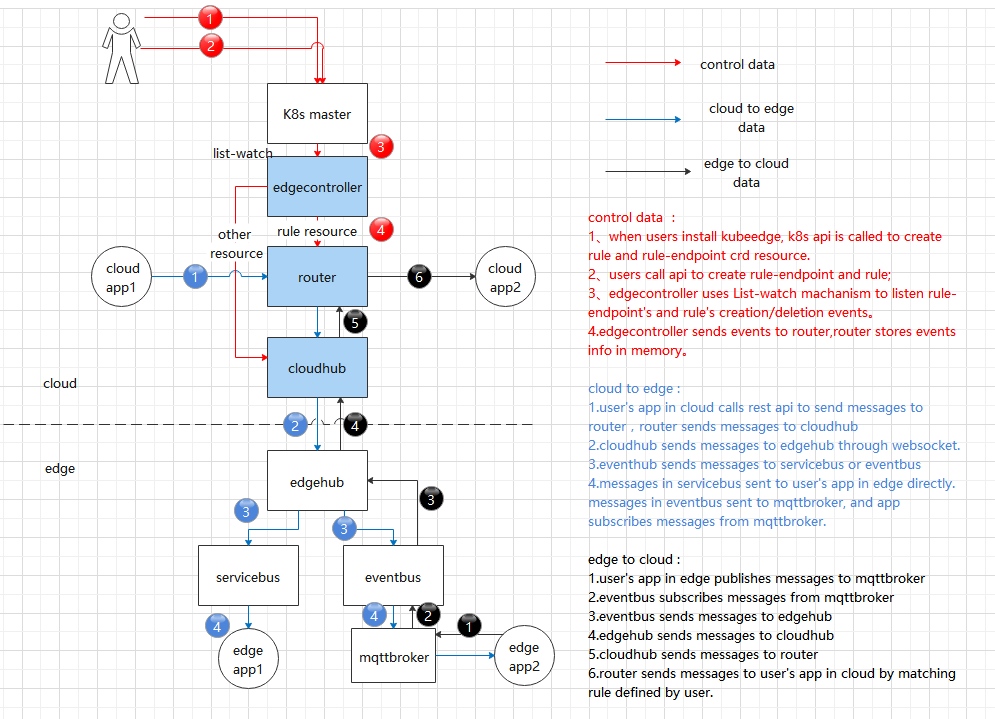 1
2
K8s master
3
list-watch
edgecontroller
rule resource
4
other
resource
cloud
app1
1
router
6
cloud
app2
5
cloudhub
cloud
2
4
edge
edgehub
3
3
3
servicebus
eventbus
4
4
2
1
edge
app1
mqttbroker
edge
app2
control data
cloud to edge
data
edge to cloud
data
control data ：
1、when users install kubeedge, k8s api is called to create
rule and rule-endpoint crd resource.
2、users call api to create rule-endpoint and rule;
3、edgecontroller uses List-watch machanism to listen rule-
endpoint's and rule's creation/deletion events。
4.edgecontroller sends events to router,router stores events
info in memory。
cloud to edge :
1.user's app in cloud calls rest api to send messages to
router , router sends messages to cloudhub
2.cloudhub sends messages to edgehub through websocket.
3.eventhub sends messages to servicebus or eventbus
4.messages in servicebus sent to user's app in edge directly.
messages in eventbus sent to mqttbroker, and app
subscribes messages from mqttbroker.
edge to cloud :
1.user's app in edge publishes messages to mqttbroker
2.eventbus subscribes messages from mqttbroker
3.eventbus sends messages to edgehub
4.edgehub sends messages to cloudhub
5.cloudhub sends messages to router
6.router sends messages to user's app in cloud by matching
rule defined by user.